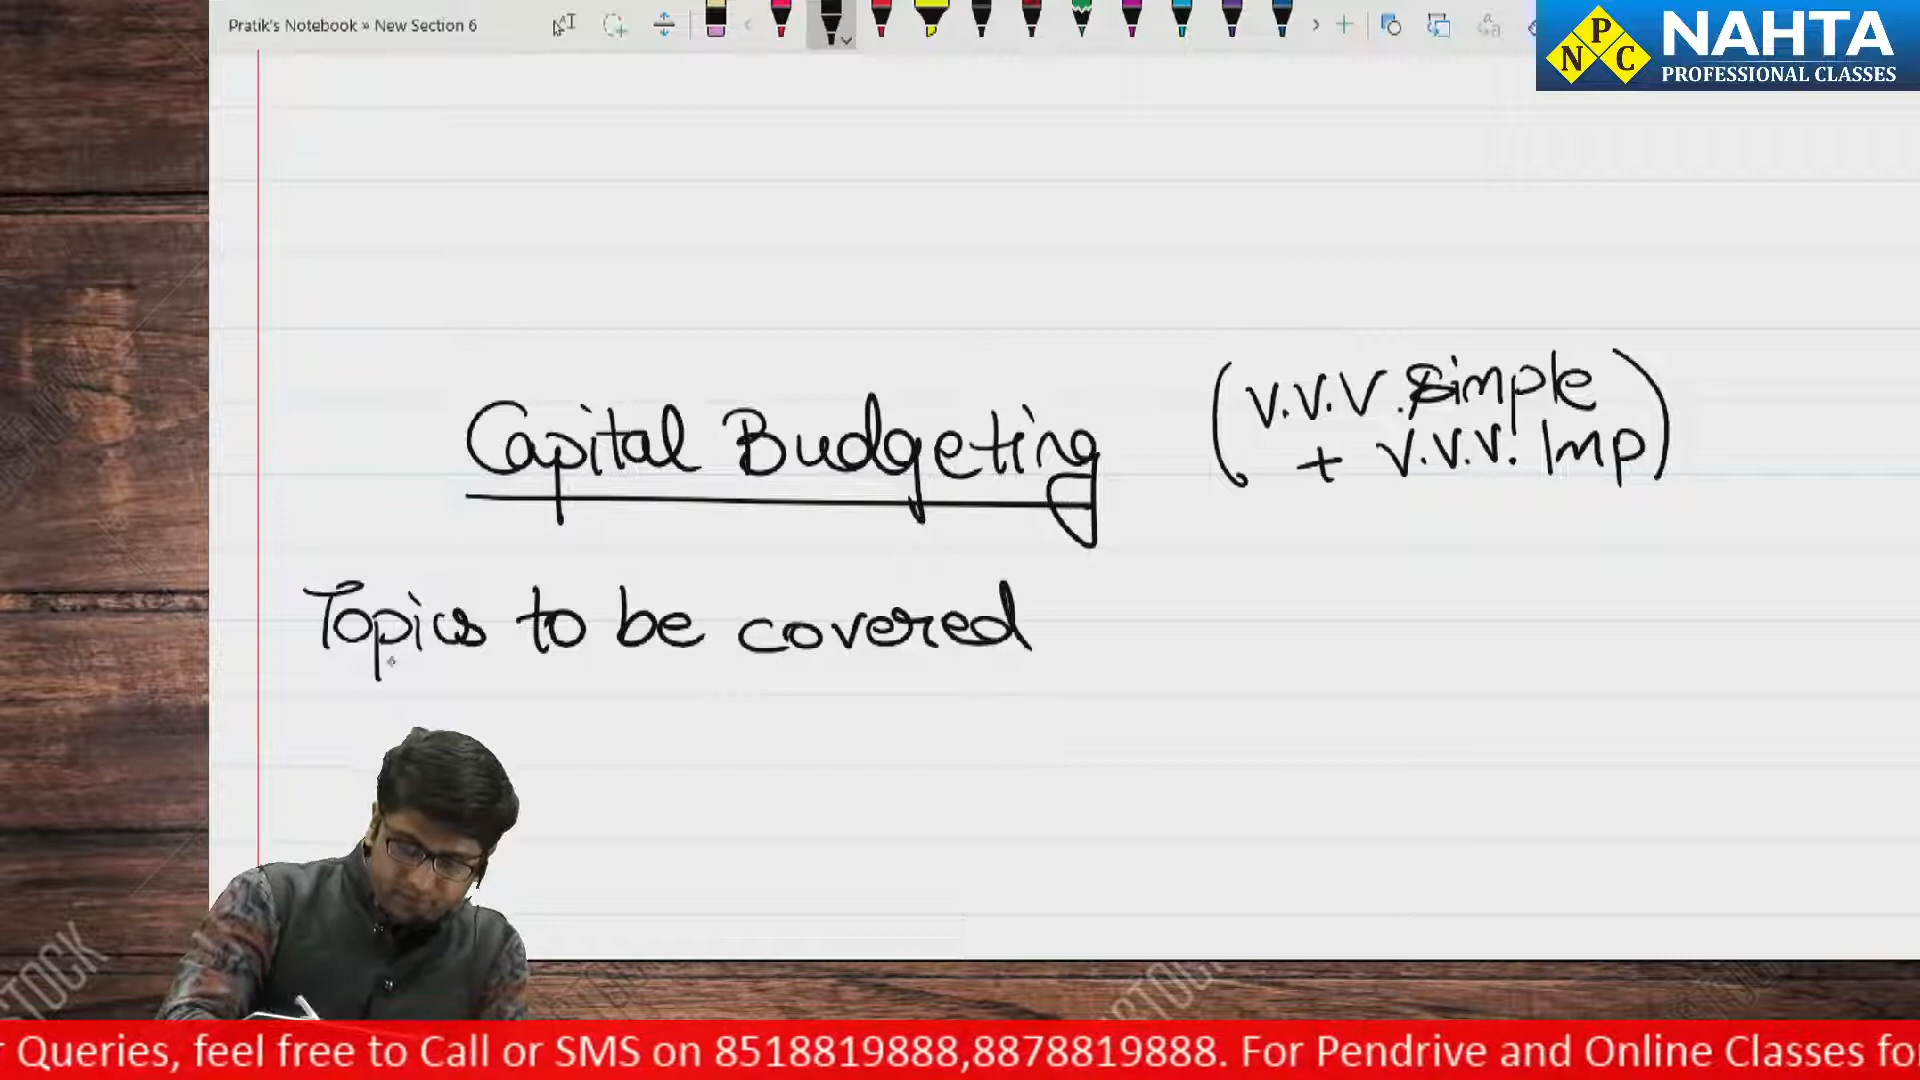 Pratik's Notebook » New Section 6
NPC
NAHTA
PROFESSIONAL CLASSES
Capital Budgeting
(V.V.V. Simple
+ V.V.V. Imp)
Topics to be covered
Queries, feel free to Call or SMS on 8518819888,8878819888. For Pendrive and Online Classes